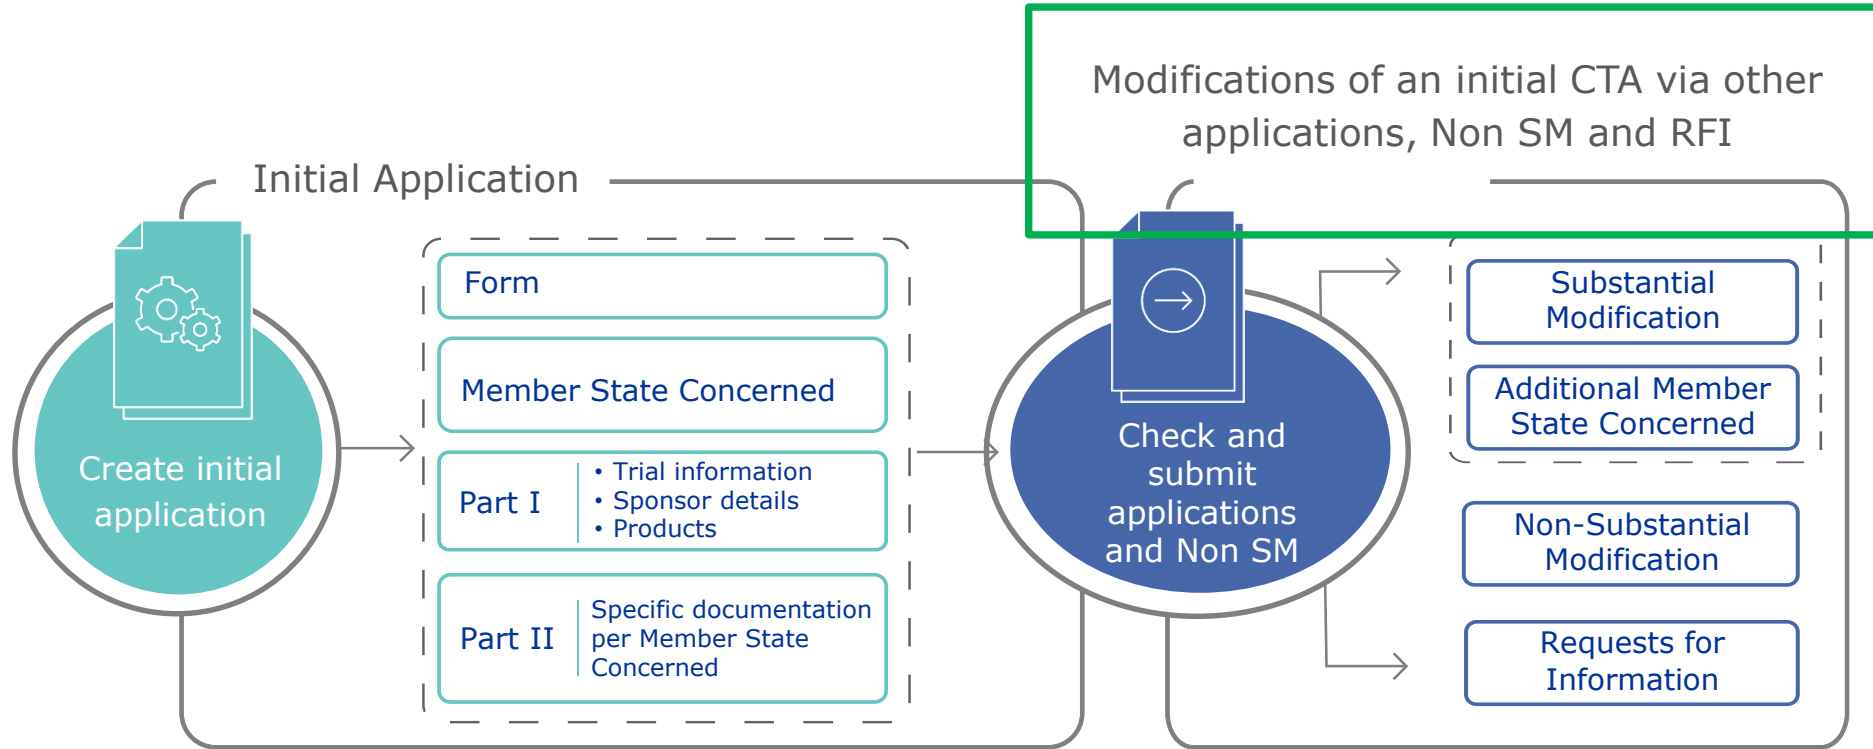 Modifications of an initial CTA via other
applications, Non SM and RFI
Initial Application
Create initial
application
Form
Member State Concerned
Part I
• Trial information
• Sponsor details
• Products
Part II
Specific documentation
per Member State
Concerned
Check and
submit
applications
and Non SM
Substantial
Modification
Additional Member
State Concerned
Non-Substantial
Modification
Requests for
Information